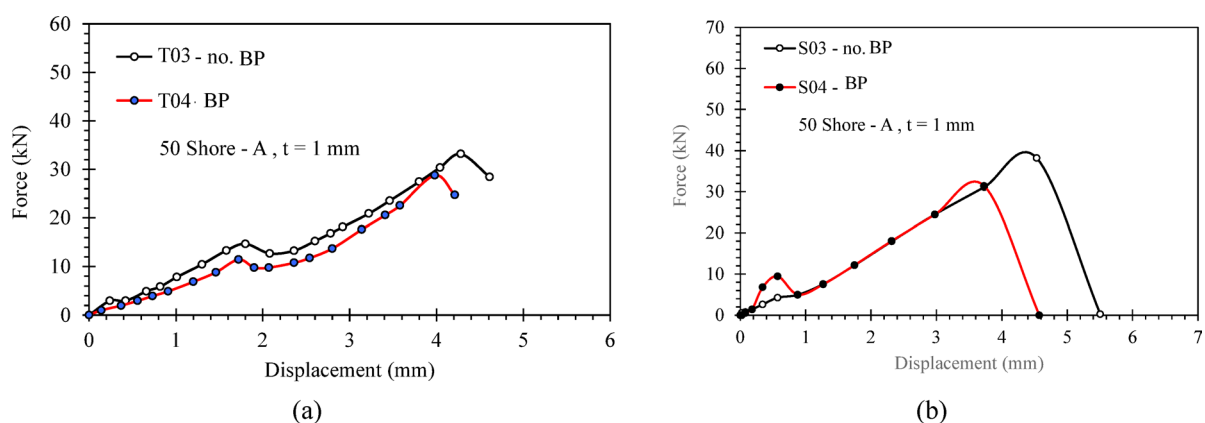 60
50
40
30
20
10
0
Force (kN)
T03 - no. BP
T04 · BP
50 Shore - A , t = 1 mm
0 1 2 3 4 5 6
Displacement (mm)
(a)
70
60
50
40
30
20
10
0
Force (kN)
S03 - no. BP
S04 - BP
50 Shore - A , t = 1 mm
0 1 2 3 4 5 6 7
Displacement (mm)
(b)